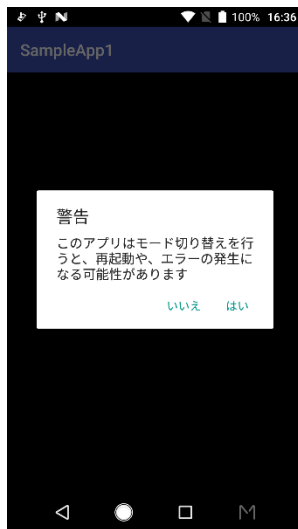 100% 16:36
SampleApp1
警告
このアプリはモード切り替えを行
うと、再起動や、エラーの発生に
なる可能性があります
いいえ はい